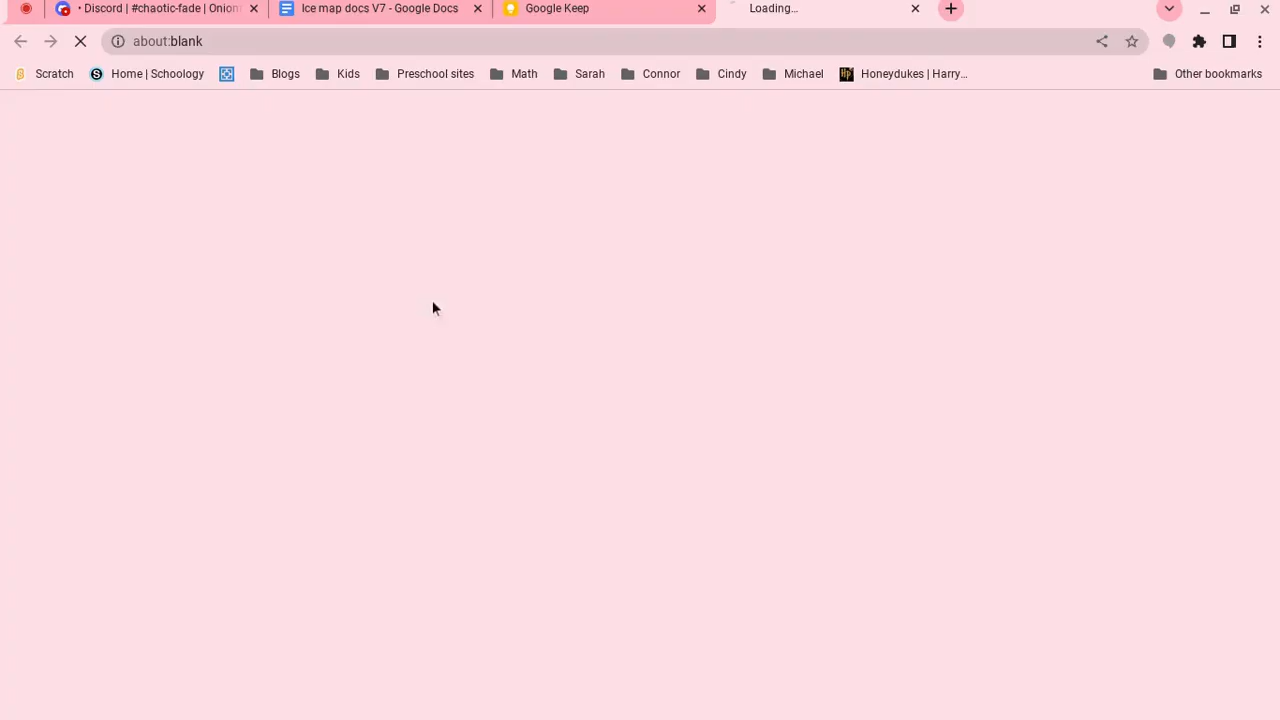 • Discord | #chaotic-fade | Onion
Ice map docs V7 - Google Docs
Google Keep
Loading...
about:blank
Scratch
Home | Schoology
Blogs
Kids
Preschool sites
Math
Sarah
Connor
Cindy
Michael
Honeydukes | Harry...
Other bookmarks